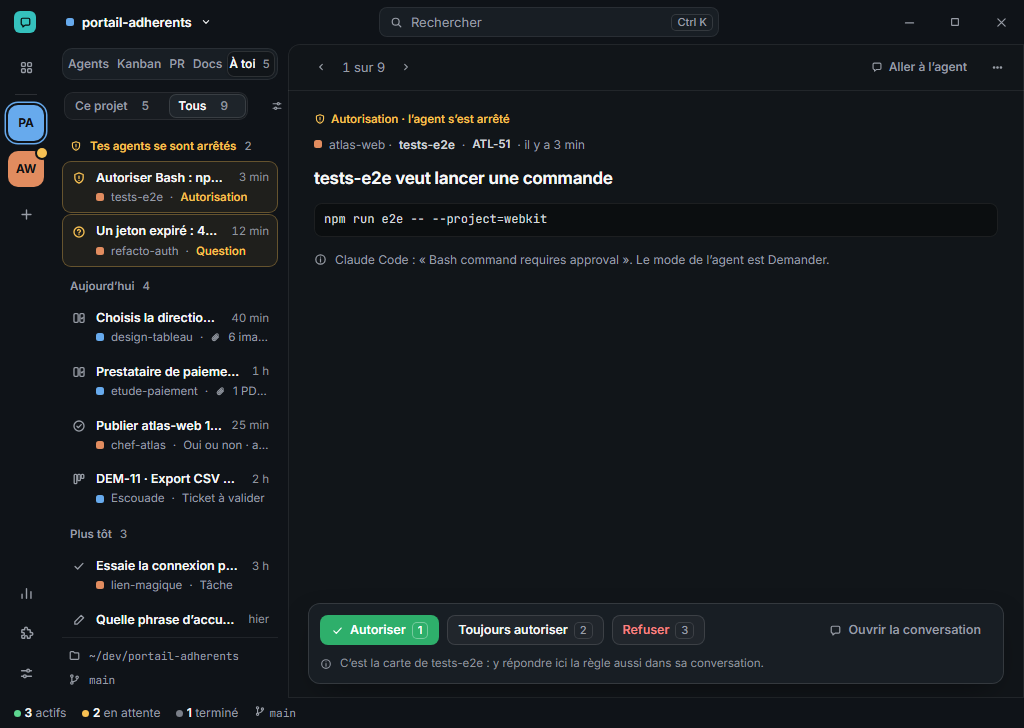 portail-adherents
Rechercher
Ctrl K
Agents Kanban PR Docs À toi 5
1 sur 9
Aller à l'agent
PA
AW
Ce projet 5 Tous 9
Tes agents se sont arrêtés 2
Autoriser Bash : np... 3 min
tests-e2e · Autorisation
Un jeton expiré : 4... 12 min
refacto-auth · Question
Aujourd'hui 4
Choisis la directio... 40 min
design-tableau · 6 ima...
Prestataire de paieme... 1 h
etude-paiement · 1 PD...
Publier atlas-web 1... 25 min
chef-atlas · Oui ou non · a...
DEM-11 · Export CSV ... 2 h
Escouade · Ticket à valider
Plus tôt 3
Essaie la connexion p... 3 h
lien-magique · Tâche
Quelle phrase d'accu... hier
~/dev/portail-adherents
main
Autorisation · l'agent s'est arrêté
atlas-web · tests-e2e · ATL-51 · il y a 3 min
tests-e2e veut lancer une commande
npm run e2e -- --project=webkit
Claude Code : « Bash command requires approval ». Le mode de l'agent est Demander.
Autoriser 1
Toujours autoriser 2
Refuser 3
Ouvrir la conversation
C'est la carte de tests-e2e : y répondre ici la règle aussi dans sa conversation.
3 actifs 2 en attente 1 terminé main